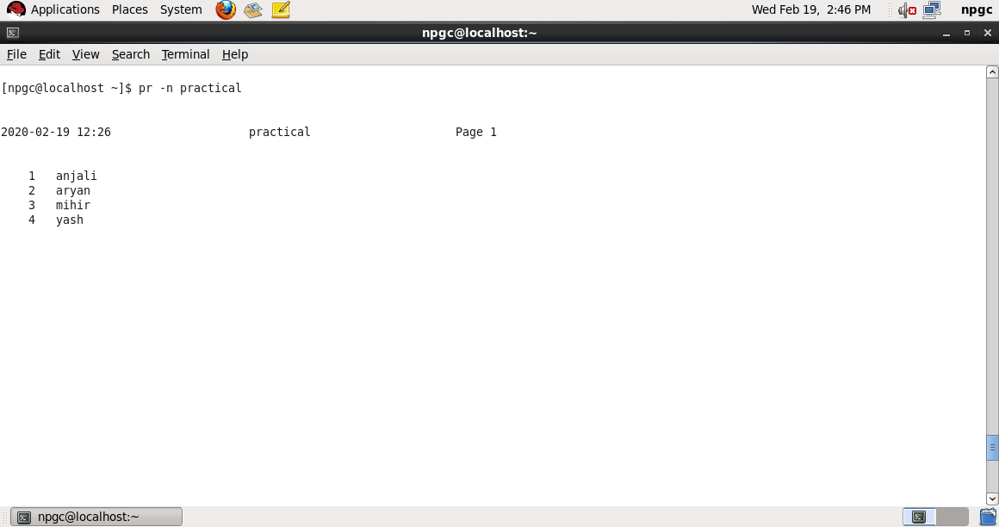 Applications Places System Wed Feb 19, 2:46 PM npgc
npgc@localhost:~
File Edit View Search Terminal Help
[npgc@localhost ~]$ pr -n practical
2020-02-19 12:26 practical Page 1
1 anjali
2 aryan
3 mihir
4 yash
npgc@localhost:~